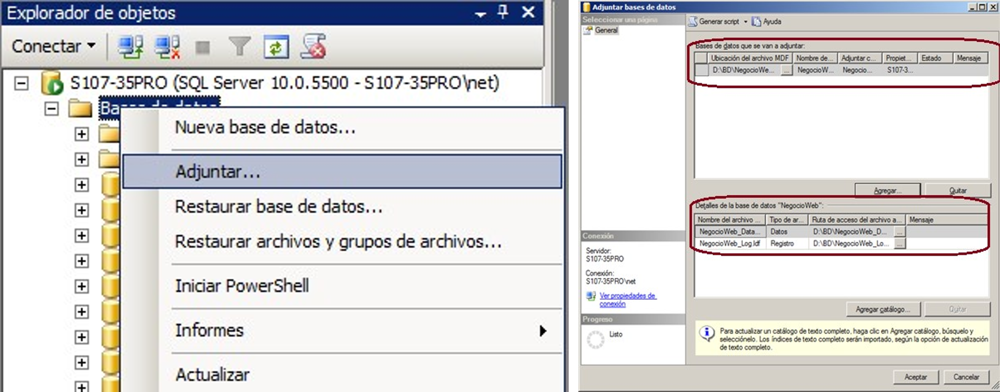 Explorador de objetos
Conectar
S107-35PRO (SQL Server 10.0.5500 - S107-35PRO\net)
Bases de datos
Nueva base de datos...
Adjuntar...
Restaurar base de datos...
Restaurar archivos y grupos de archivos...
Iniciar PowerShell
Informes
Actualizar
Adjuntar bases de datos
Seleccionar una página
General
Generar script
Ayuda
Bases de datos que se van a adjuntar:
Ubicación del archivo MDF Nombre de... Adjuntar c... Propiet... Estado Mensaje
D:\BD\NegocioWe... ... NegocioW... Negocio... S107-3...
Agregar... Quitar
Detalles de la base de datos "NegocioWeb":
Nombre del archivo ... Tipo de ar... Ruta de acceso del archivo a... Mensaje
NegocioWeb_Data... Datos D:\BD\NegocioWeb_D... ...
NegocioWeb_Log.ldf Registro D:\BD\NegocioWeb_Lo... ...
Agregar catálogo... Quitar
Conexión
Servidor:
S107-35PRO
Conexión:
S107-35PRO\net
Ver propiedades de
conexión
Progreso
Listo
Para actualizar un catálogo de texto completo, haga clic en Agregar catálogo, búsquelo y
selecciónelo. Los índices de texto completo serán importado, según la opción de actualización
de texto completo.
Aceptar Cancelar